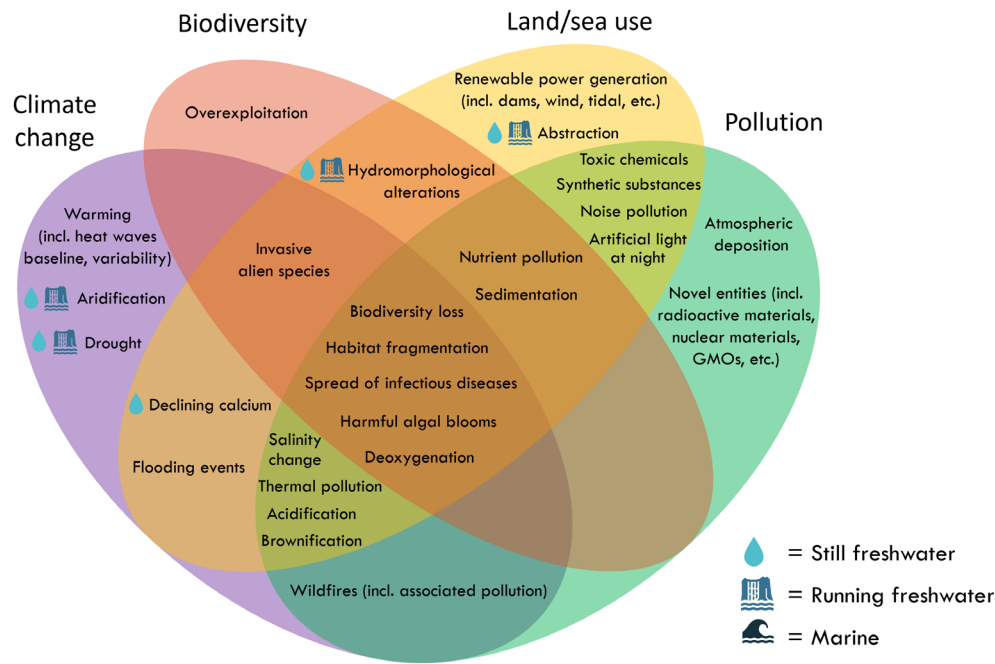 Biodiversity
Land/sea use
Climate
change
Pollution
Overexploitation
Renewable power generation
(incl. dams, wind, tidal, etc.)
Abstraction
Hydromorphological
alterations
Toxic chemicals
Synthetic substances
Noise pollution
Artificial light
at night
Atmospheric
deposition
Novel entities (incl.
radioactive materials,
nuclear materials,
GMOs, etc.)
Warming
(incl. heat waves
baseline, variability)
Aridification
Drought
Invasive
alien species
Nutrient pollution
Sedimentation
Biodiversity loss
Habitat fragmentation
Spread of infectious diseases
Harmful algal blooms
Deoxygenation
Declining calcium
Flooding events
Salinity
change
Thermal pollution
Acidification
Brownification
Wildfires (incl. associated pollution)
= Still freshwater
= Running freshwater
= Marine